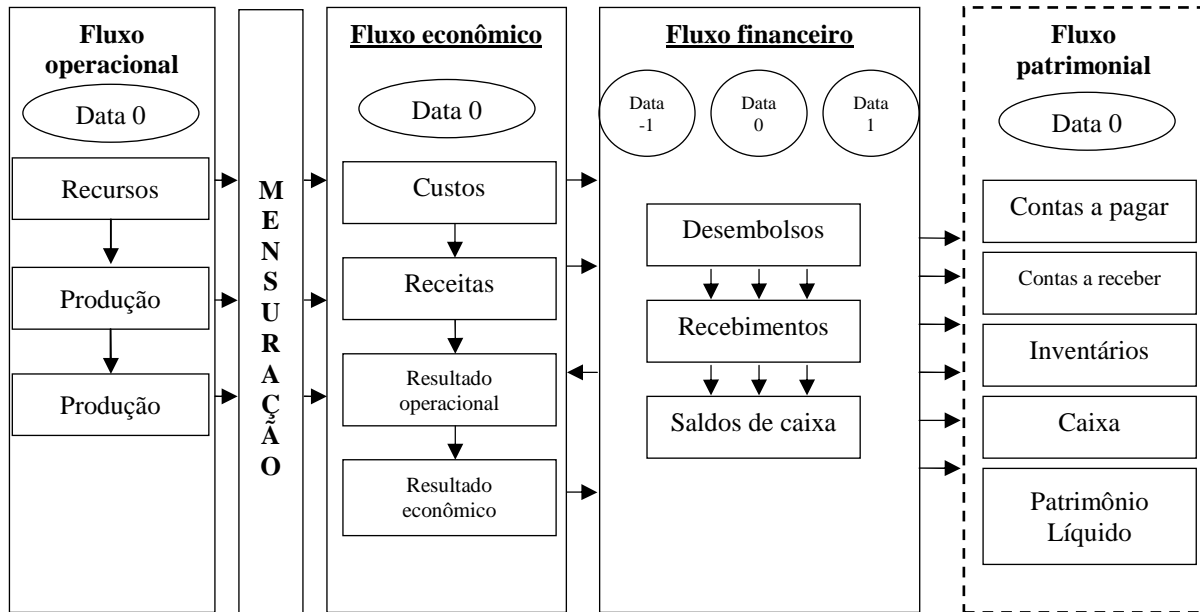 Fluxo
operacional
Data 0
Recursos
Produção
Produção
M
E
N
S
U
R
A
Ç
Ã
O
Fluxo econômico
Data 0
Custos
Receitas
Resultado
operacional
Resultado
econômico
Fluxo financeiro
Data
-1
Data
0
Data
1
Desembolsos
Recebimentos
Saldos de caixa
Fluxo
patrimonial
Data 0
Contas a pagar
Contas a receber
Inventários
Caixa
Patrimônio
Líquido